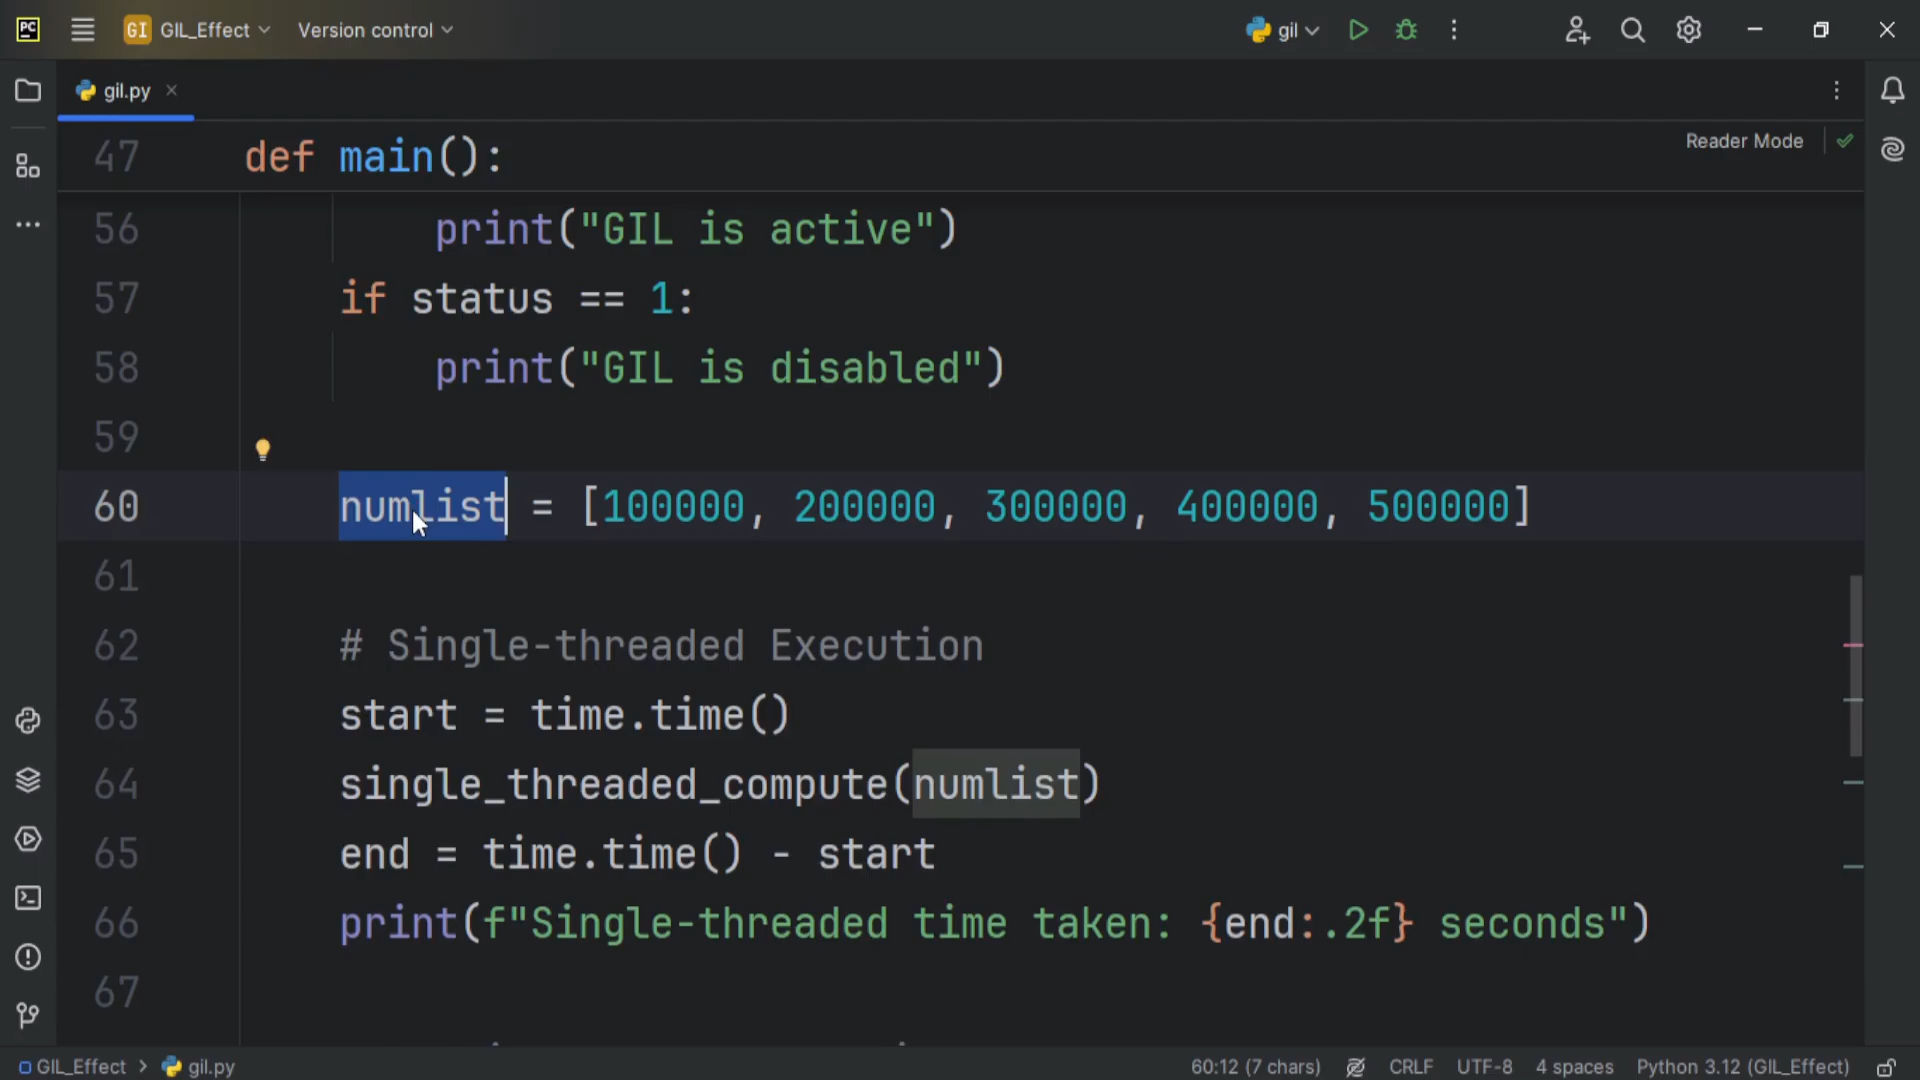 PC GI GIL_Effect Version control gil
gil.py
Reader Mode
47 def main():
56 print("GIL is active")
57 if status == 1:
58 print("GIL is disabled")
59
60 numlist = [100000, 200000, 300000, 400000, 500000]
61
62 # Single-threaded Execution
63 start = time.time()
64 single_threaded_compute(numlist)
65 end = time.time() - start
66 print(f"Single-threaded time taken: {end:.2f} seconds")
67
GIL_Effect > gil.py 60:12 (7 chars) CRLF UTF-8 4 spaces Python 3.12 (GIL_Effect)